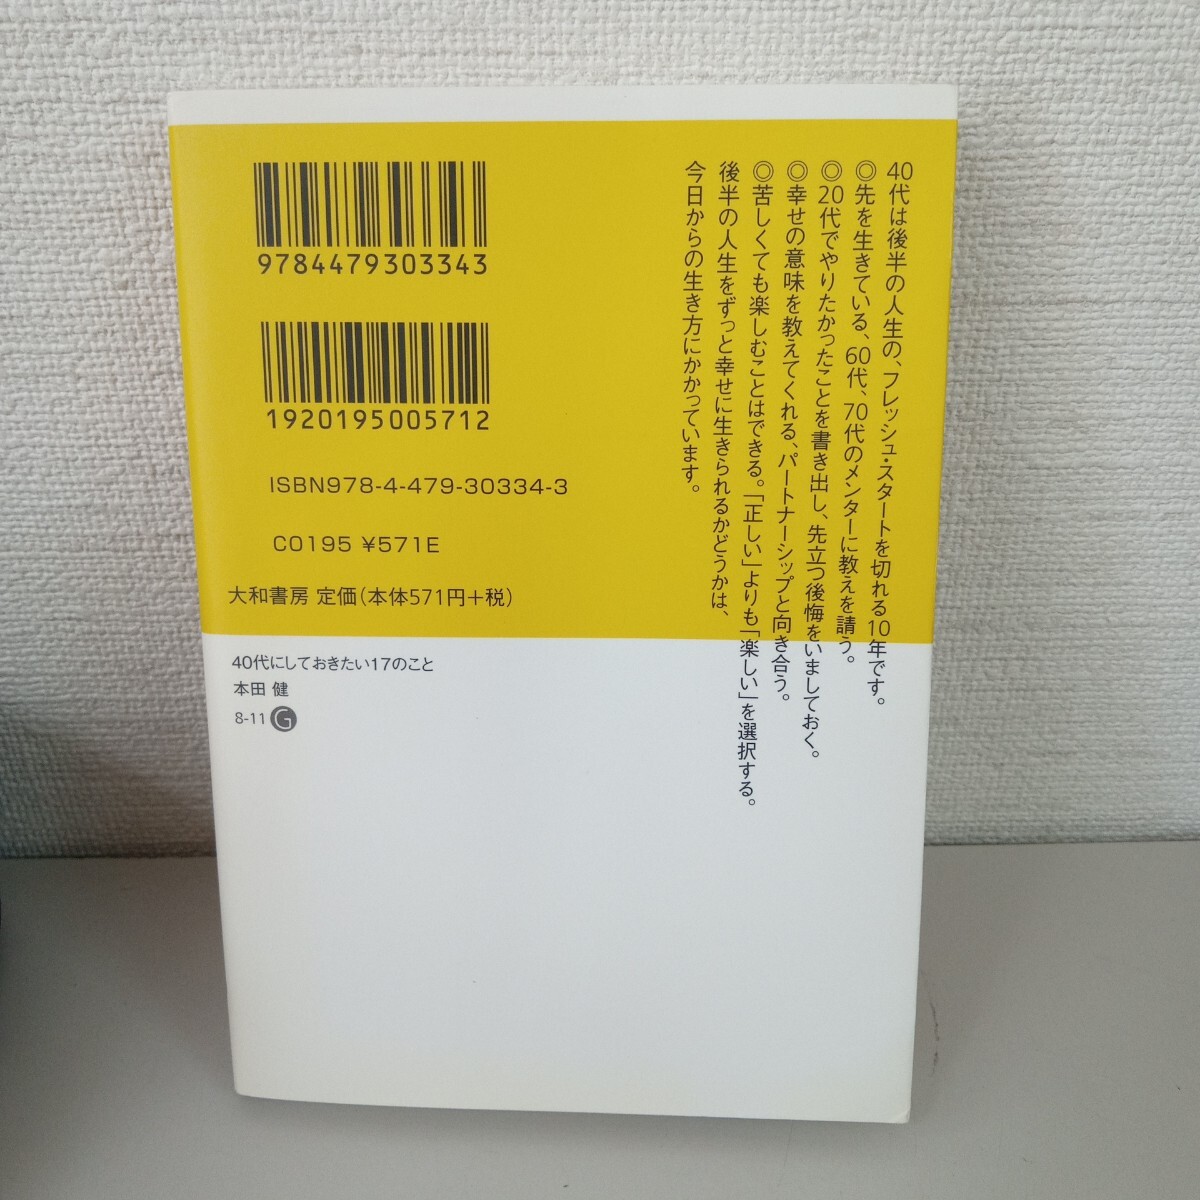 40代は後半の人生の、フレッシュ・スタートを切れる10年です。
◎先を生きている、60代、70代のメンターに教えを請う。
◎20代でやりたかったことを書き出し、先立つ後悔をいましておく。
◎幸せの意味を教えてくれる、パートナーシップと向き合う。
◎苦しくても楽しむことはできる。「正しい」よりも「楽しい」を選択する。
後半の人生をずっと幸せに生きられるかどうかは、
今日からの生き方にかかっています。
9784479303343
1920195005712
ISBN978-4-479-30334-3
C0195 ¥571E
大和書房 定価(本体571円+税)
40代にしておきたい17のこと
本田 健
8-11 G